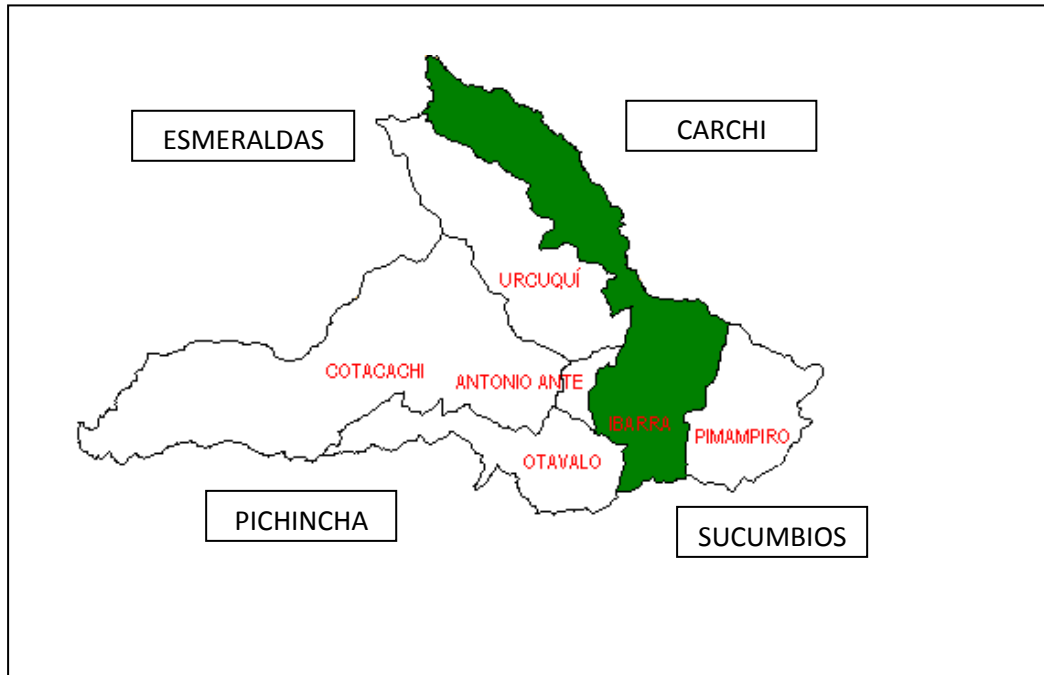 ESMERALDAS
CARCHI
URCUQUÍ
COTACACHI
ANTONIO ANTE
IBARRA
PIMAMPIRO
OTAVALO
PICHINCHA
SUCUMBIOS